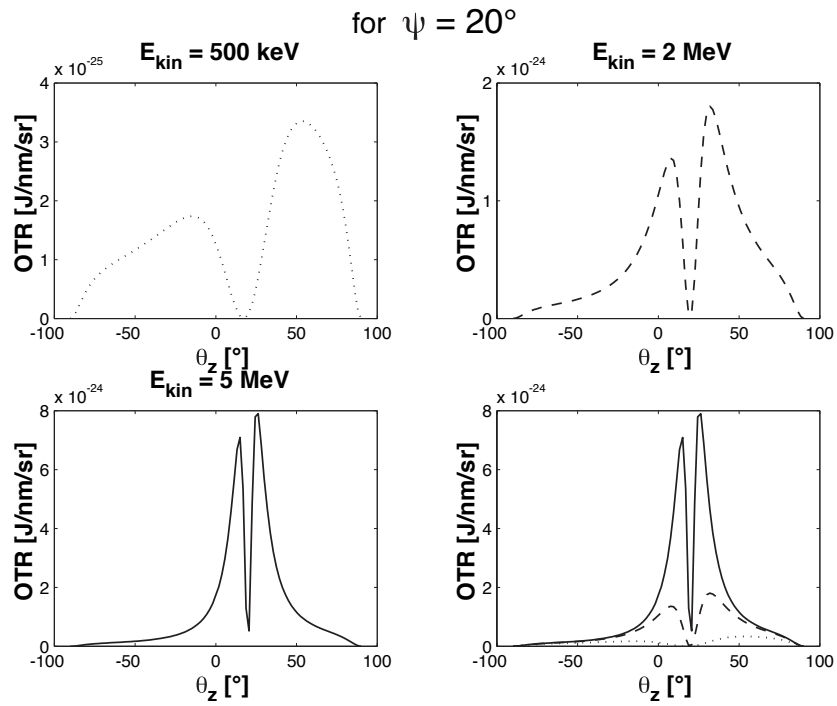 for ψ = 20°
E_kin = 500 keV
x 10^-25
OTR [J/nm/sr]
4
3
2
1
0
-100 -50 0 50 100
θ_z [°]
E_kin = 2 MeV
x 10^-24
OTR [J/nm/sr]
2
1
0
-100 -50 0 50 100
θ_z [°]
E_kin = 5 MeV
x 10^-24
OTR [J/nm/sr]
8
6
4
2
0
-100 -50 0 50 100
θ_z [°]
x 10^-24
OTR [J/nm/sr]
8
6
4
2
0
-100 -50 0 50 100
θ_z [°]